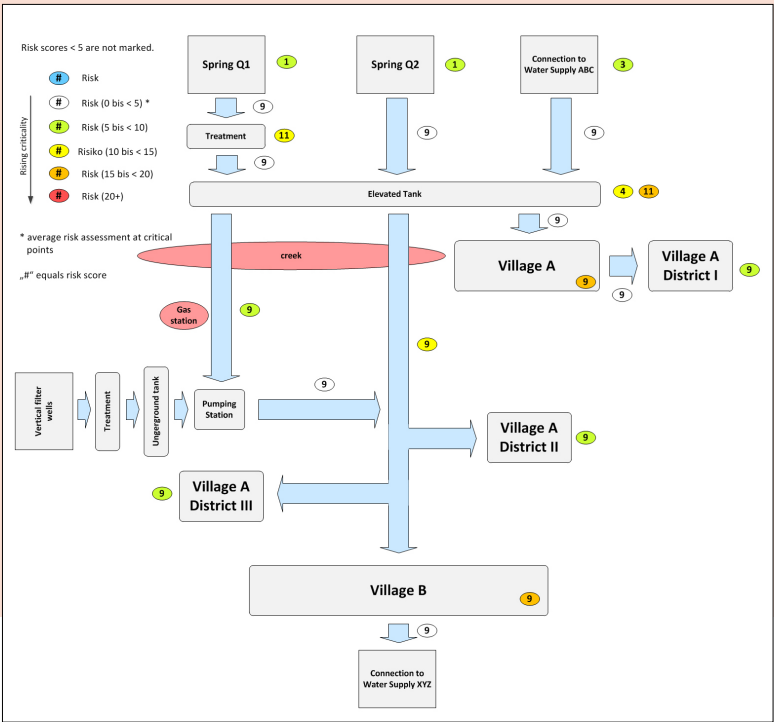 Risk scores < 5 are not marked.
# Risk
# Risk (0 bis < 5) *
# Risk (5 bis < 10)
# Risiko (10 bis < 15)
# Risk (15 bis < 20)
# Risk (20+)
Rising criticality
* average risk assessment at critical
points
„#“ equals risk score
Spring Q1
1
Spring Q2
1
Connection to
Water Supply ABC
3
9
Treatment
11
9
9
9
Elevated Tank
4
11
9
creek
Village A
9
9
Village A
District I
9
Gas
station
9
9
Vertical filter
wells
Treatment
Ungerground tank
Pumping
Station
9
Village A
District II
9
9
Village A
District III
Village B
9
9
Connection to
Water Supply XYZ